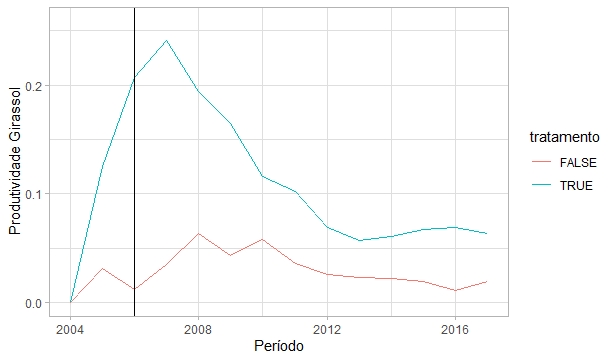 Produtividade Girassol
0.2
0.1
0.0
2004
2008
2012
2016
Período
tratamento
FALSE
TRUE